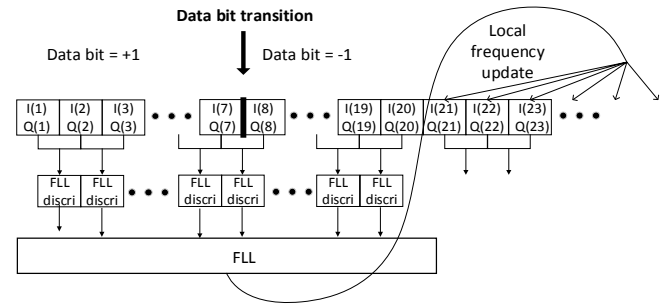 Data bit transition
Data bit = +1
Data bit = -1
Local
frequency
update
I(1) I(2) I(3) I(7) I(8) I(19) I(20) I(21) I(22) I(23)
Q(1) Q(2) Q(3) Q(7) Q(8) Q(19) Q(20) Q(21) Q(22) Q(23)
FLL FLL FLL FLL FLL FLL
discri discri discri discri discri discri
FLL